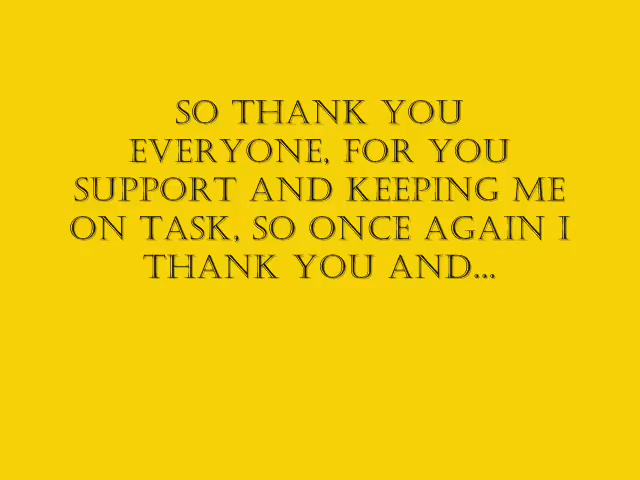 SO THANK YOU
EVERYONE, FOR YOU
SUPPORT AND KEEPING ME
ON TASK, SO ONCE AGAIN I
THANK YOU AND...